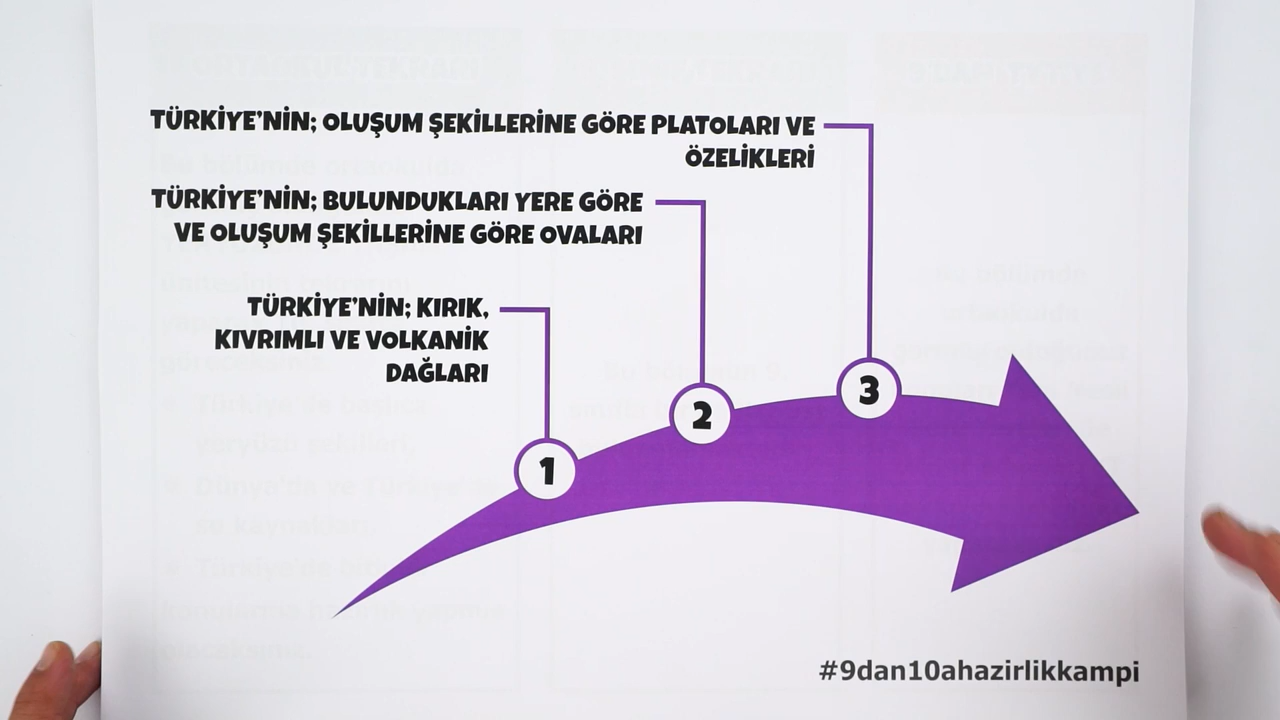 TÜRKİYE'NİN; OLUŞUM ŞEKİLLERİNE GÖRE PLATOLARI VE
ÖZELİKLERİ
TÜRKİYE'NİN; BULUNDUKLARI YERE GÖRE
VE OLUŞUM ŞEKİLLERİNE GÖRE OVALARI
TÜRKİYE'NİN; KIRIK,
KIVRIMLI VE VOLKANİK
DAĞLARI
3
2
1
#9dan10ahazirlikkampi